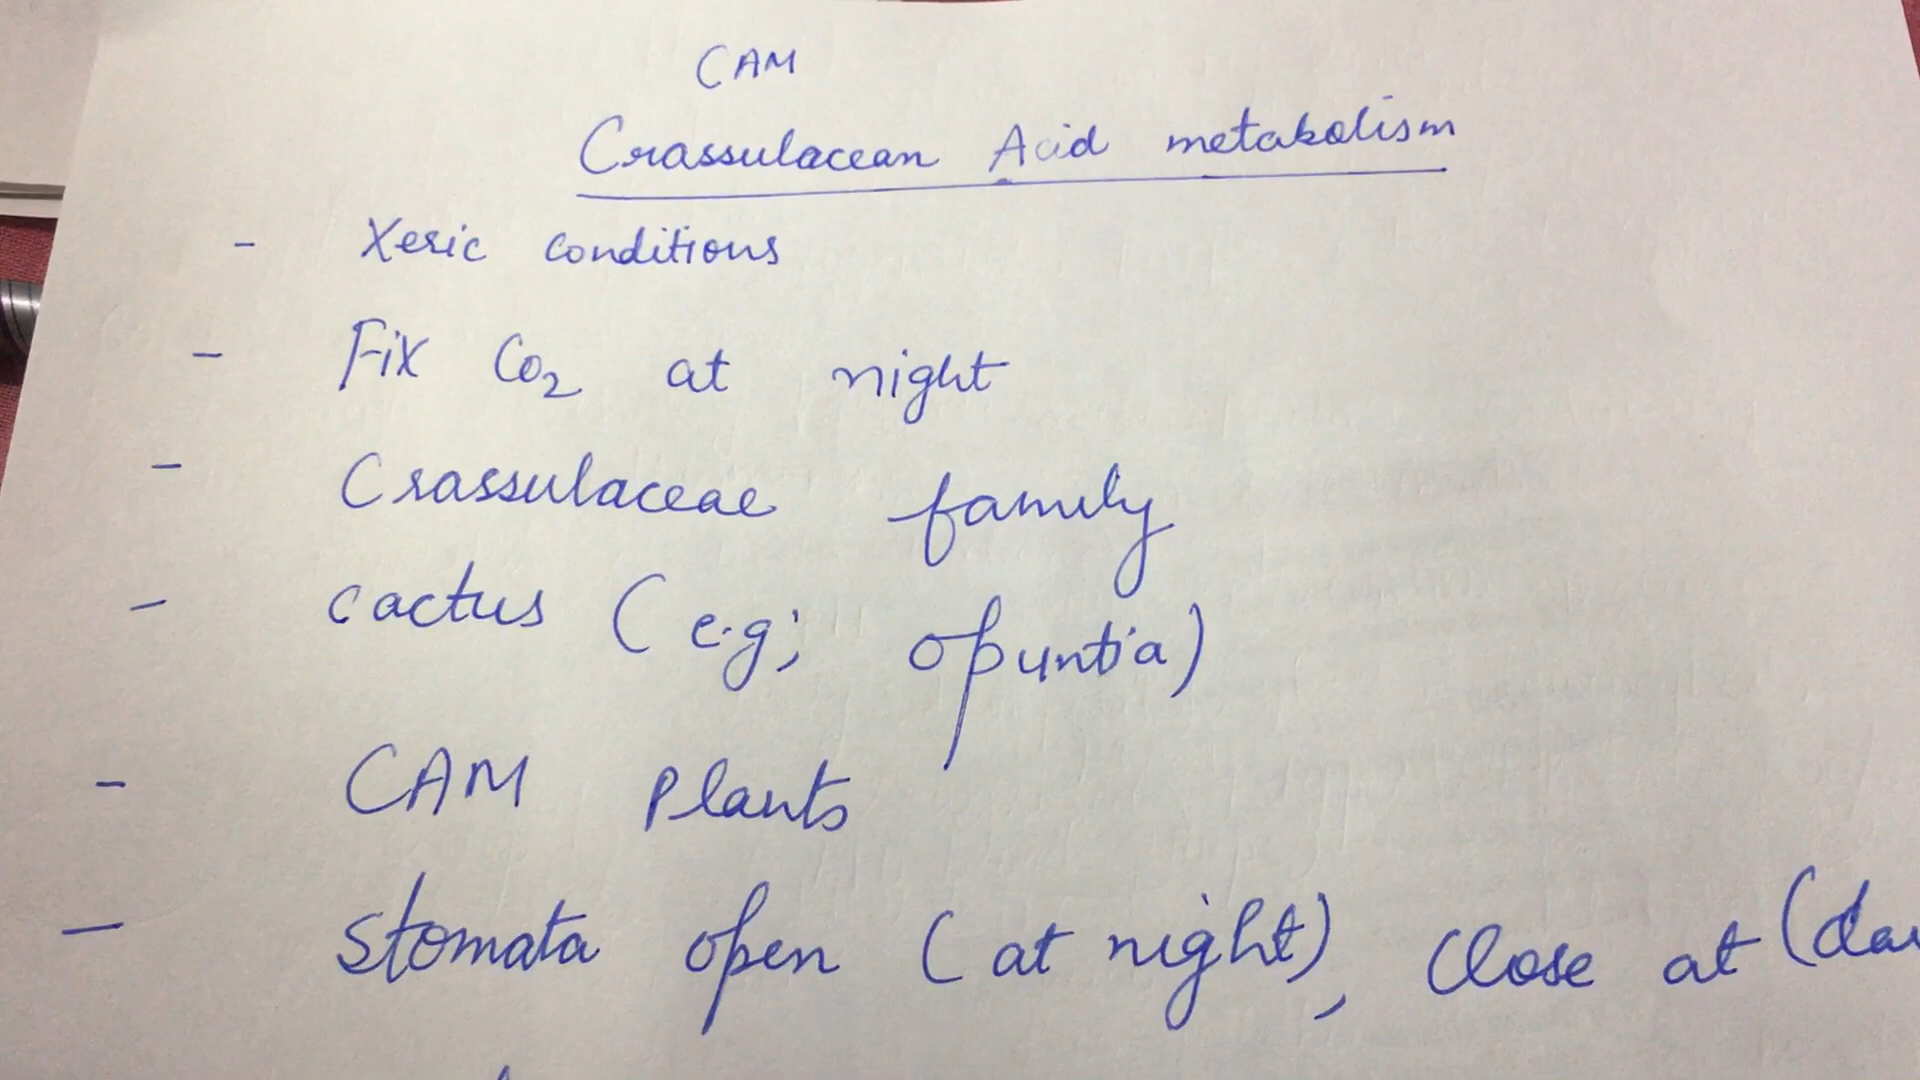 CAM
Crassulacean Acid metabolism
- Xeric conditions
- Fix CO2 at night
- Crassulaceae family
- cactus (e.g; opuntia)
- CAM Plants
- stomata open (at night), Close at